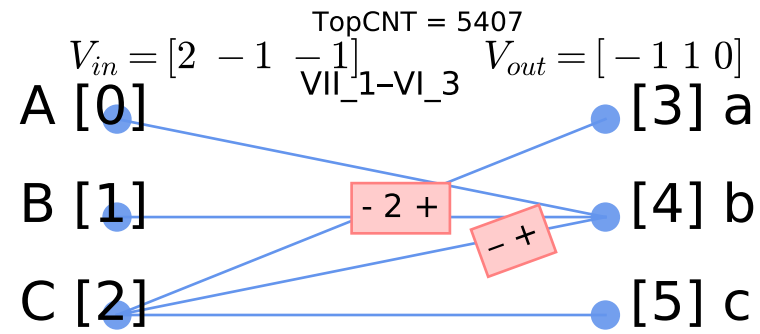 TopCNT = 5407
V_in = [2 − 1 − 1] V_out = [− 1 1 0]
VII_1–VI_3
A [0] [3] a
- 2 +
B [1] [4] b
− +
C [2] [5] c